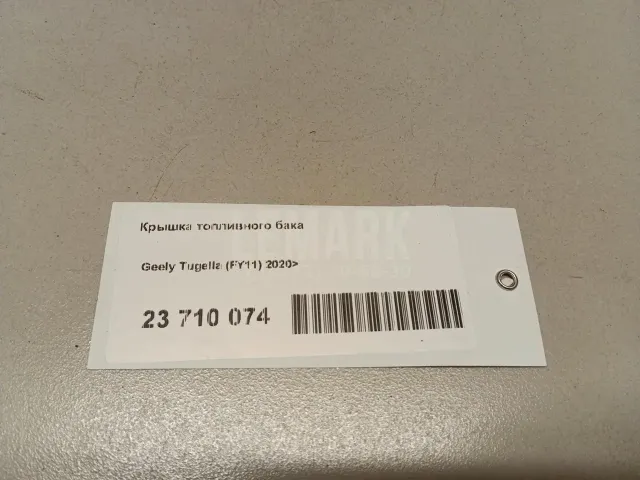 Крышка топливного бака
Geely Tugella (FY11) 2020>
23 710 074